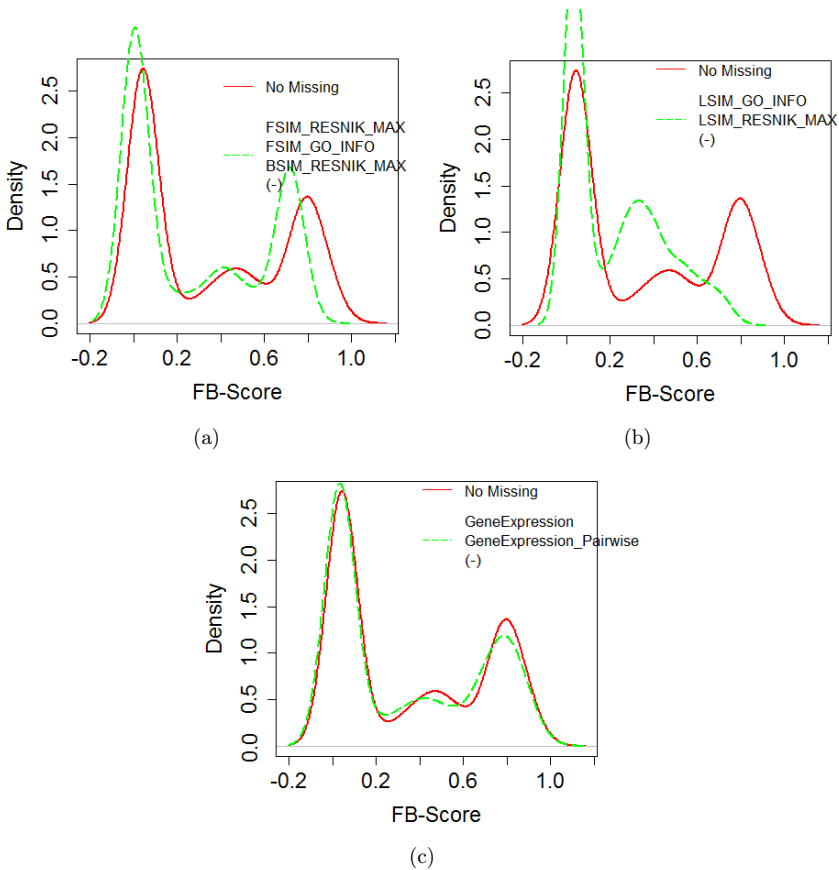 No Missing
FSIM_RESNIK_MAX
FSIM_GO_INFO
BSIM_RESNIK_MAX
(-)
Density
0.0 0.5 1.0 1.5 2.0 2.5
-0.2 0.2 0.6 1.0
FB-Score
(a)
No Missing
LSIM_GO_INFO
LSIM_RESNIK_MAX
(-)
Density
0.0 0.5 1.0 1.5 2.0 2.5
-0.2 0.2 0.6 1.0
FB-Score
(b)
No Missing
GeneExpression
GeneExpression_Pairwise
(-)
Density
0.0 0.5 1.0 1.5 2.0 2.5
-0.2 0.2 0.6 1.0
FB-Score
(c)